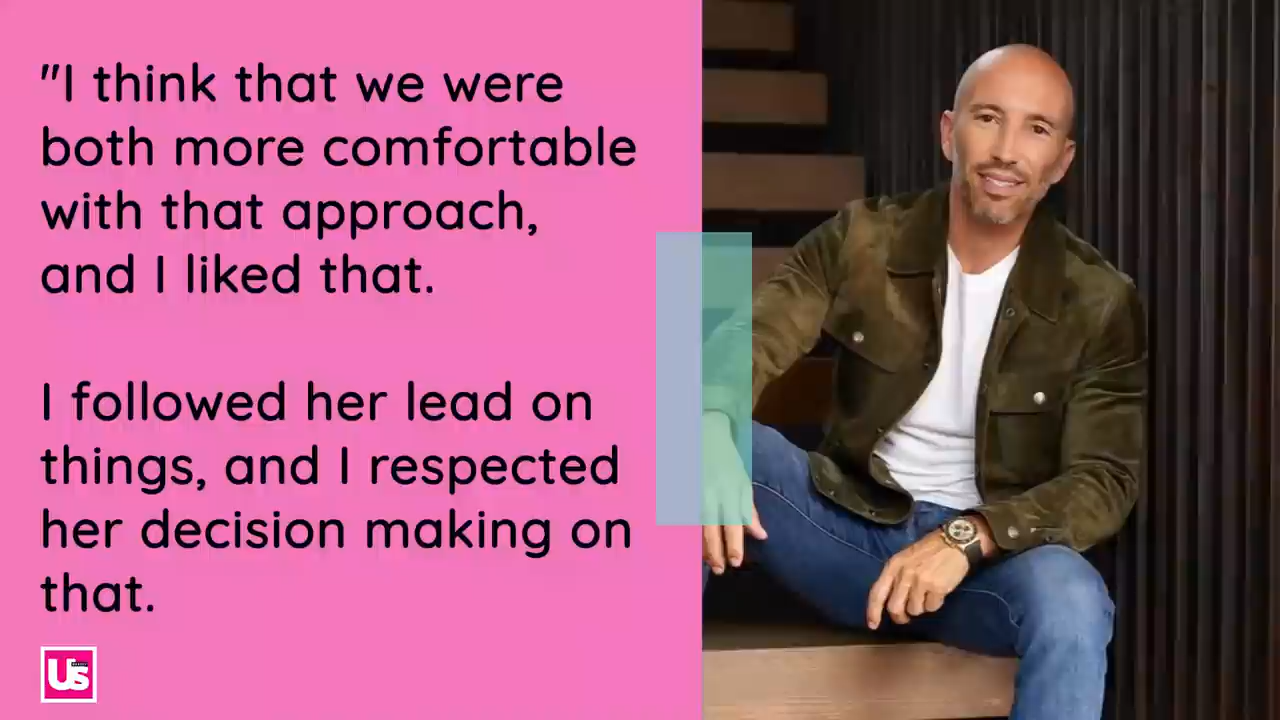 "I think that we were
both more comfortable
with that approach,
and I liked that.
I followed her lead on
things, and I respected
her decision making on
that.
Us